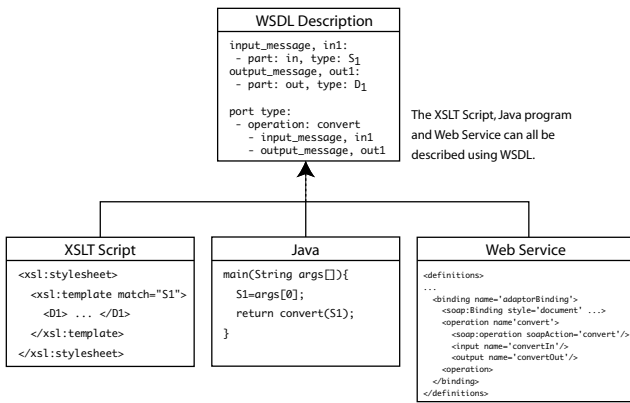 WSDL Description
input_message, in1:
- part: in, type: S1
output_message, out1:
- part: out, type: D1
port type:
- operation: convert
- input_message, in1
- output_message, out1
The XSLT Script, Java program
and Web Service can all be
described using WSDL.
XSLT Script
<xsl:stylesheet>
<xsl:template match="S1">
<D1> ... </D1>
</xsl:template>
</xsl:stylesheet>
Java
main(String args[]){
S1=args[0];
return convert(S1);
}
Web Service
<definitions>
...
<binding name='adaptorBinding'>
<soap:Binding style='document' ...>
<operation name'convert'>
<soap:operation soapAction='convert'/>
<input name='convertIn'/>
<output name='convertOut'/>
<operation>
</binding>
</definitions>